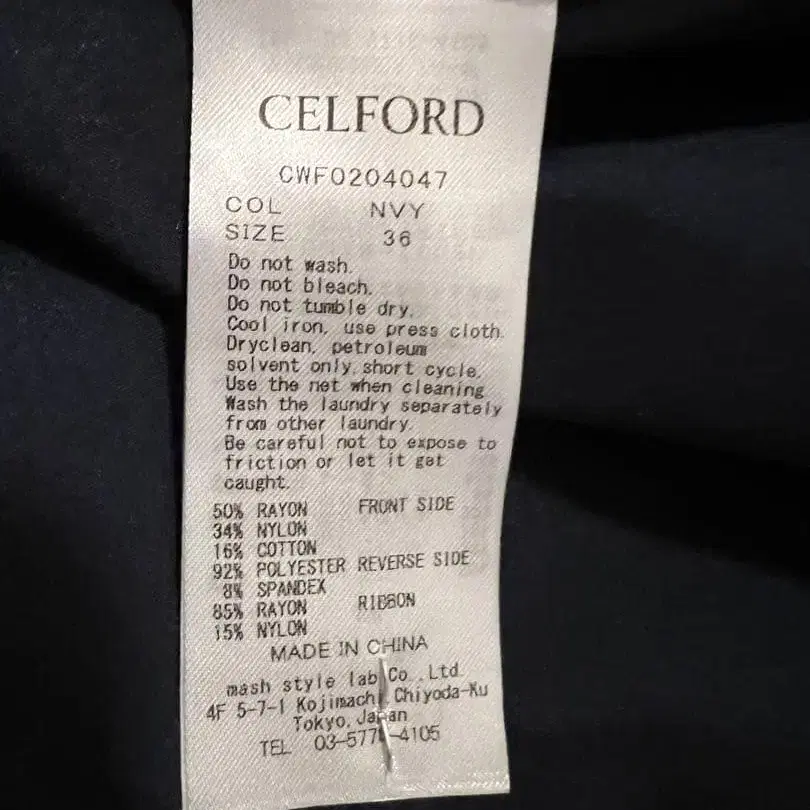 CELFORD
CWF0204047
COL NVY
SIZE 36
Do not wash.
Do not bleach.
Do not tumble dry.
Cool iron, use press cloth.
Dryclean, petroleum
solvent only, short cycle.
Use the net when cleaning
Wash the laundry separately
from other laundry.
Be careful not to expose to
friction or let it get
caught.
50% RAYON FRONT SIDE
34% NYLON
16% COTTON
92% POLYESTER REVERSE SIDE
8% SPANDEX
85% RAYON RIBBON
15% NYLON
MADE IN CHINA
mash style lab Co., Ltd.
4F 5-7-1 Kojimachi Chiyoda-Ku
Tokyo, Japan
TEL